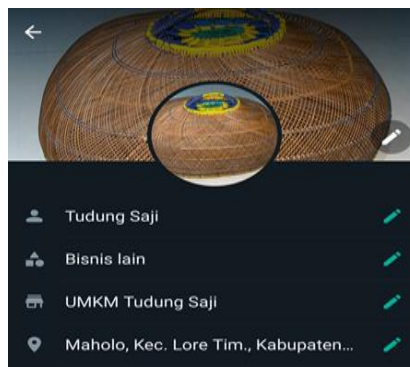 Tudung Saji
Bisnis lain
UMKM Tudung Saji
Maholo, Kec. Lore Tim., Kabupaten...